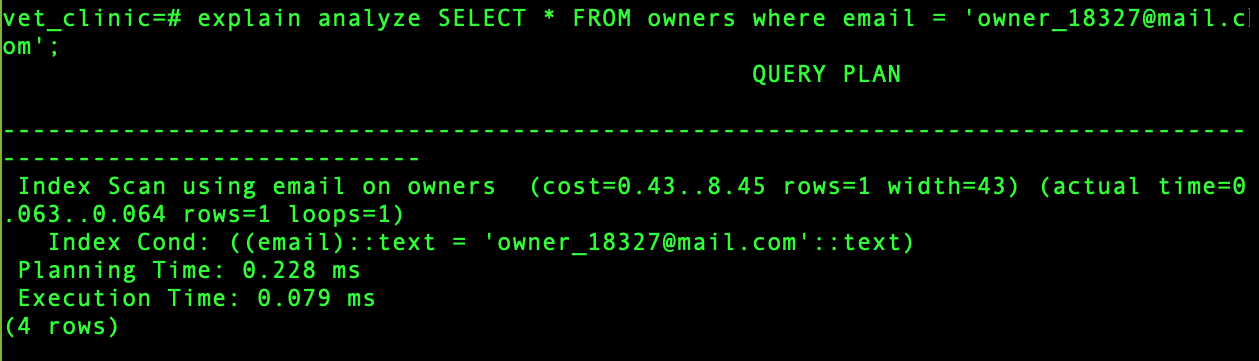 vet_clinic=# explain analyze SELECT * FROM owners where email = 'owner_18327@mail.c
om';
QUERY PLAN
-----------------------------------------------------------------------------------
----------------------------
Index Scan using email on owners  (cost=0.43..8.45 rows=1 width=43) (actual time=0
.063..0.064 rows=1 loops=1)
Index Cond: ((email)::text = 'owner_18327@mail.com'::text)
Planning Time: 0.228 ms
Execution Time: 0.079 ms
(4 rows)